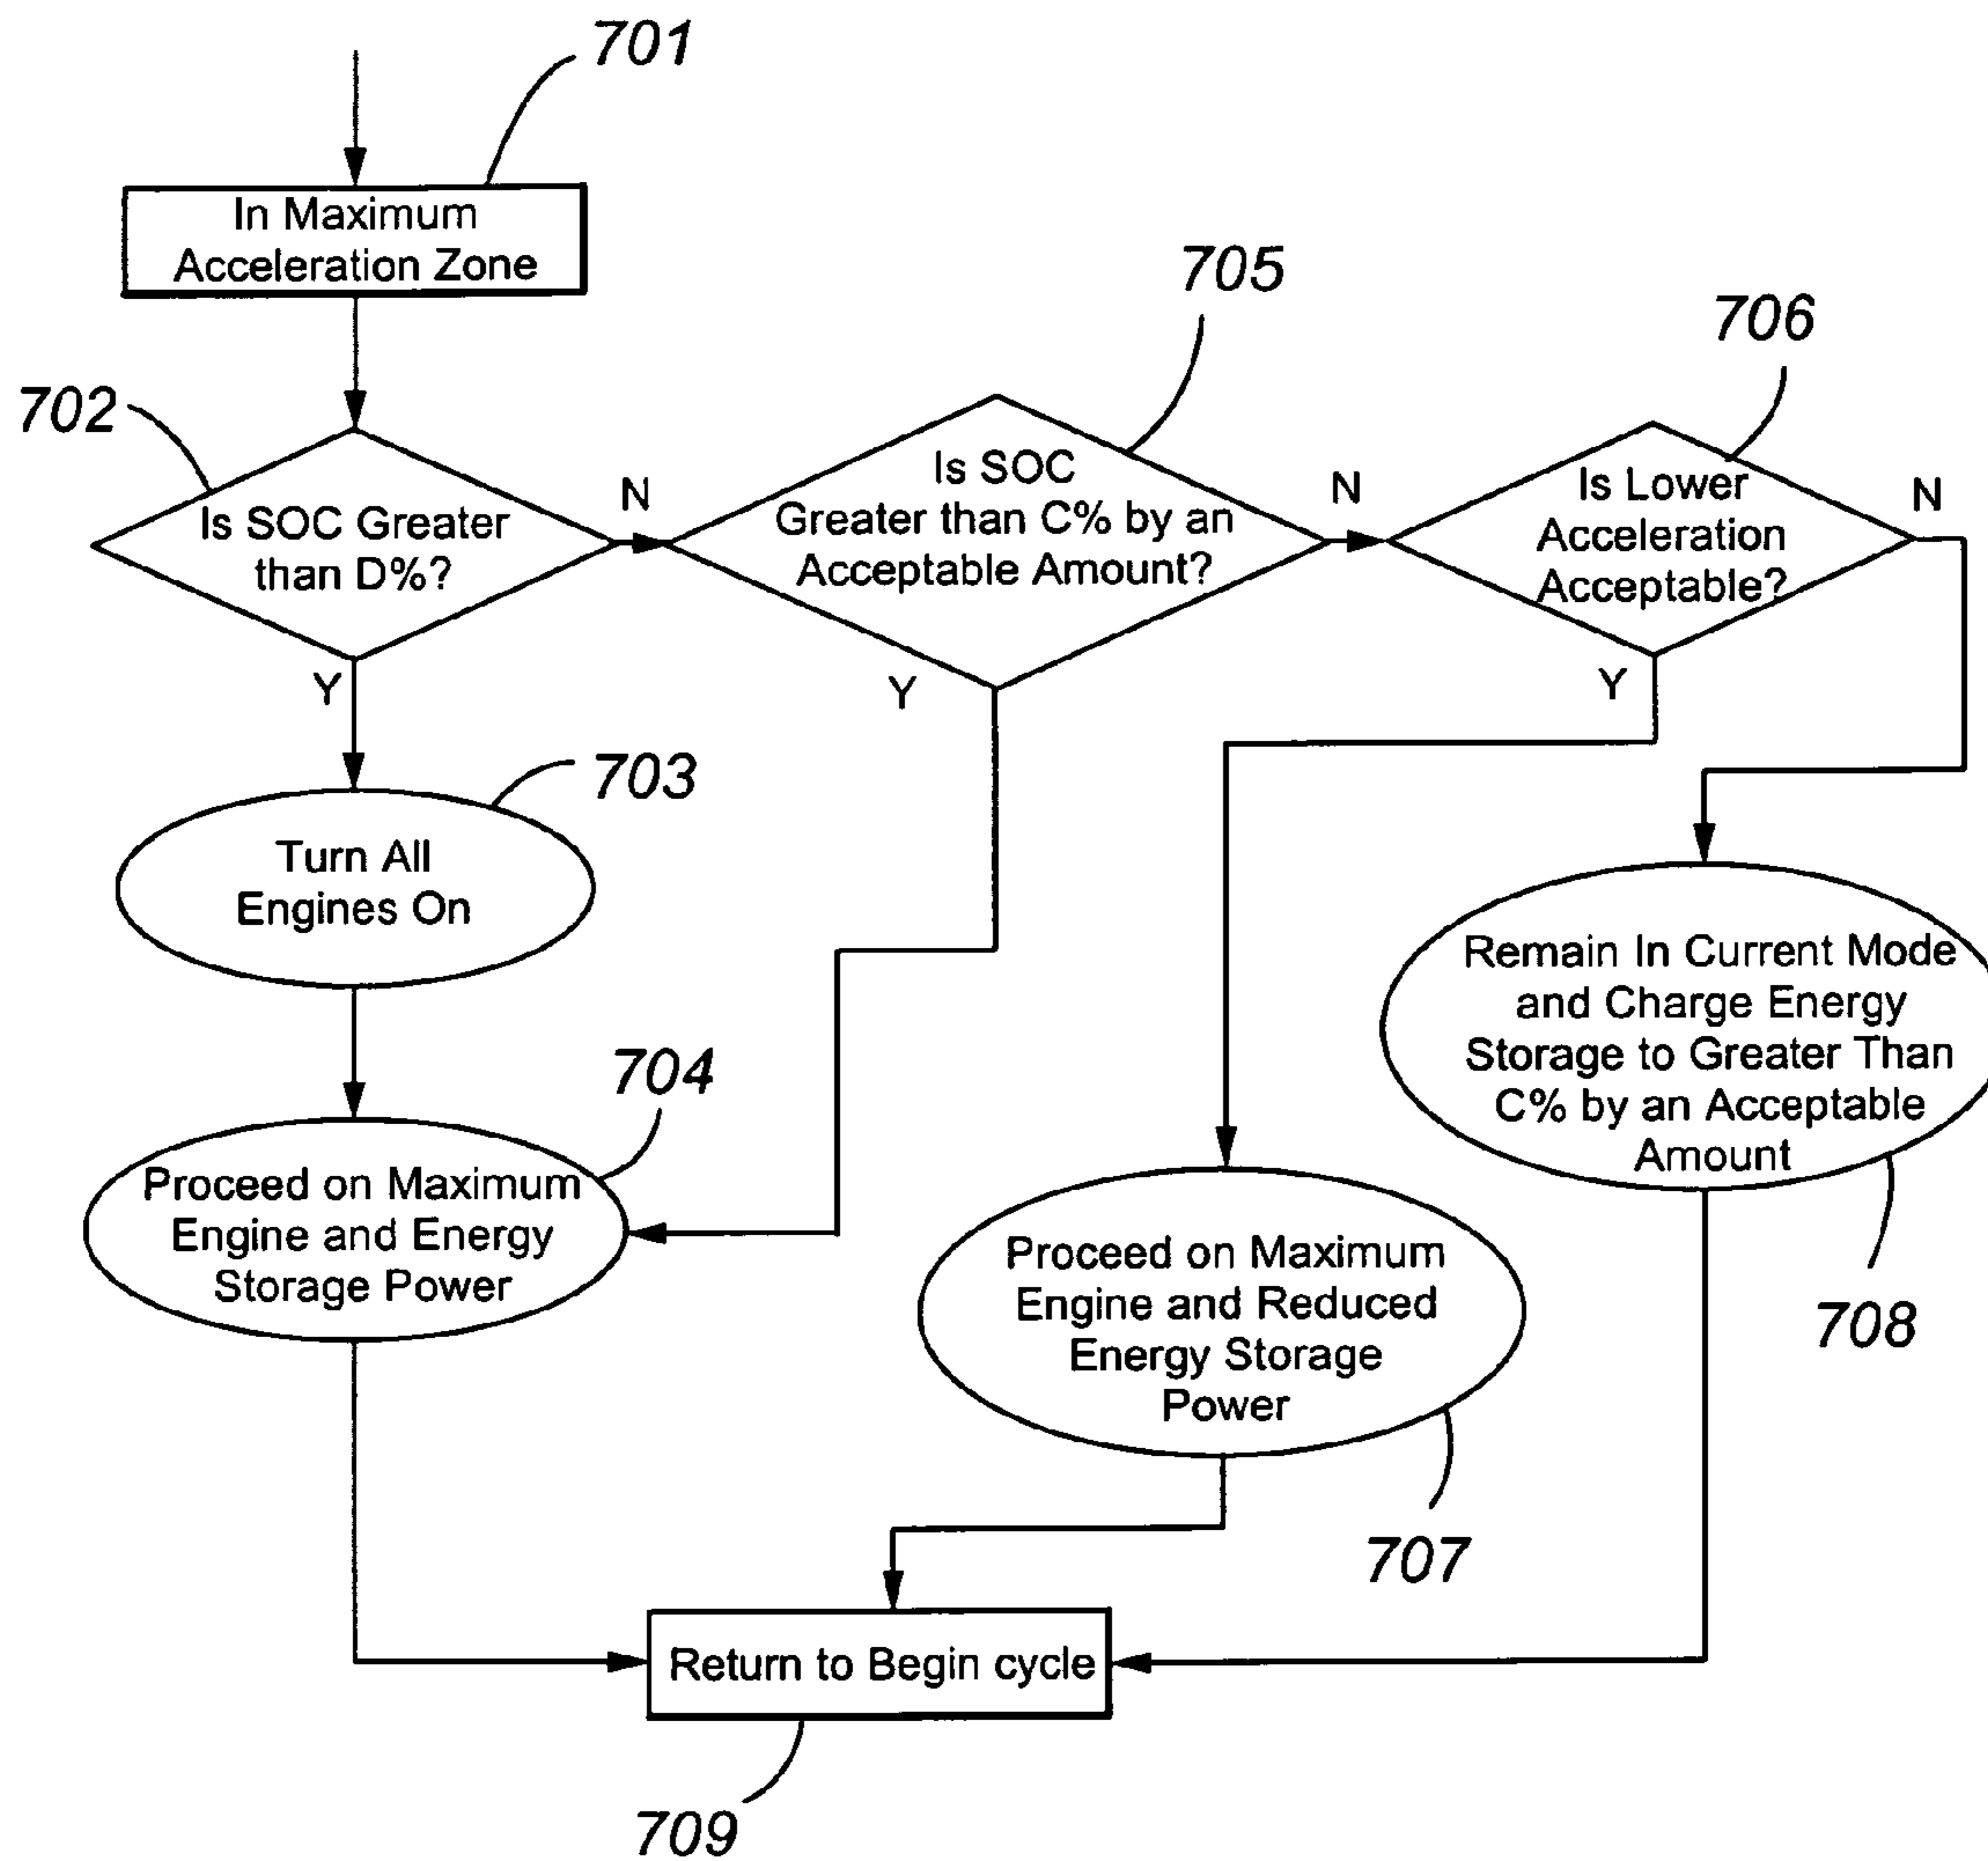 701
In Maximum
Acceleration Zone
702
Is SOC Greater
than D%?
N
Y
705
Is SOC
Greater than C% by an
Acceptable Amount?
N
Y
706
Is Lower
Acceleration
Acceptable?
N
Y
703
Turn All
Engines On
704
Proceed on Maximum
Engine and Energy
Storage Power
Proceed on Maximum
Engine and Reduced
Energy Storage
Power
707
Remain In Current Mode
and Charge Energy
Storage to Greater Than
C% by an Acceptable
Amount
708
Return to Begin cycle
709